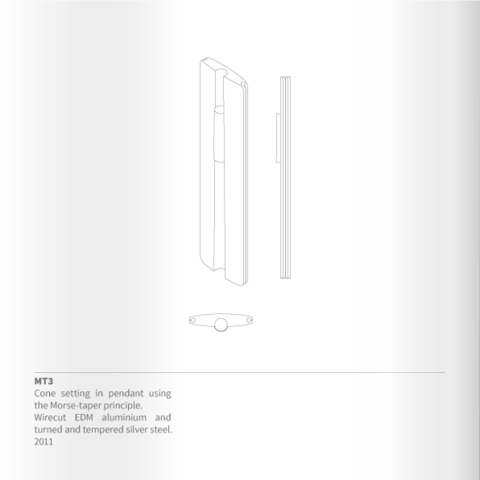 MT3
Cone setting in pendant using
the Morse-taper principle.
Wirecut EDM aluminium and
turned and tempered silver steel.
2011